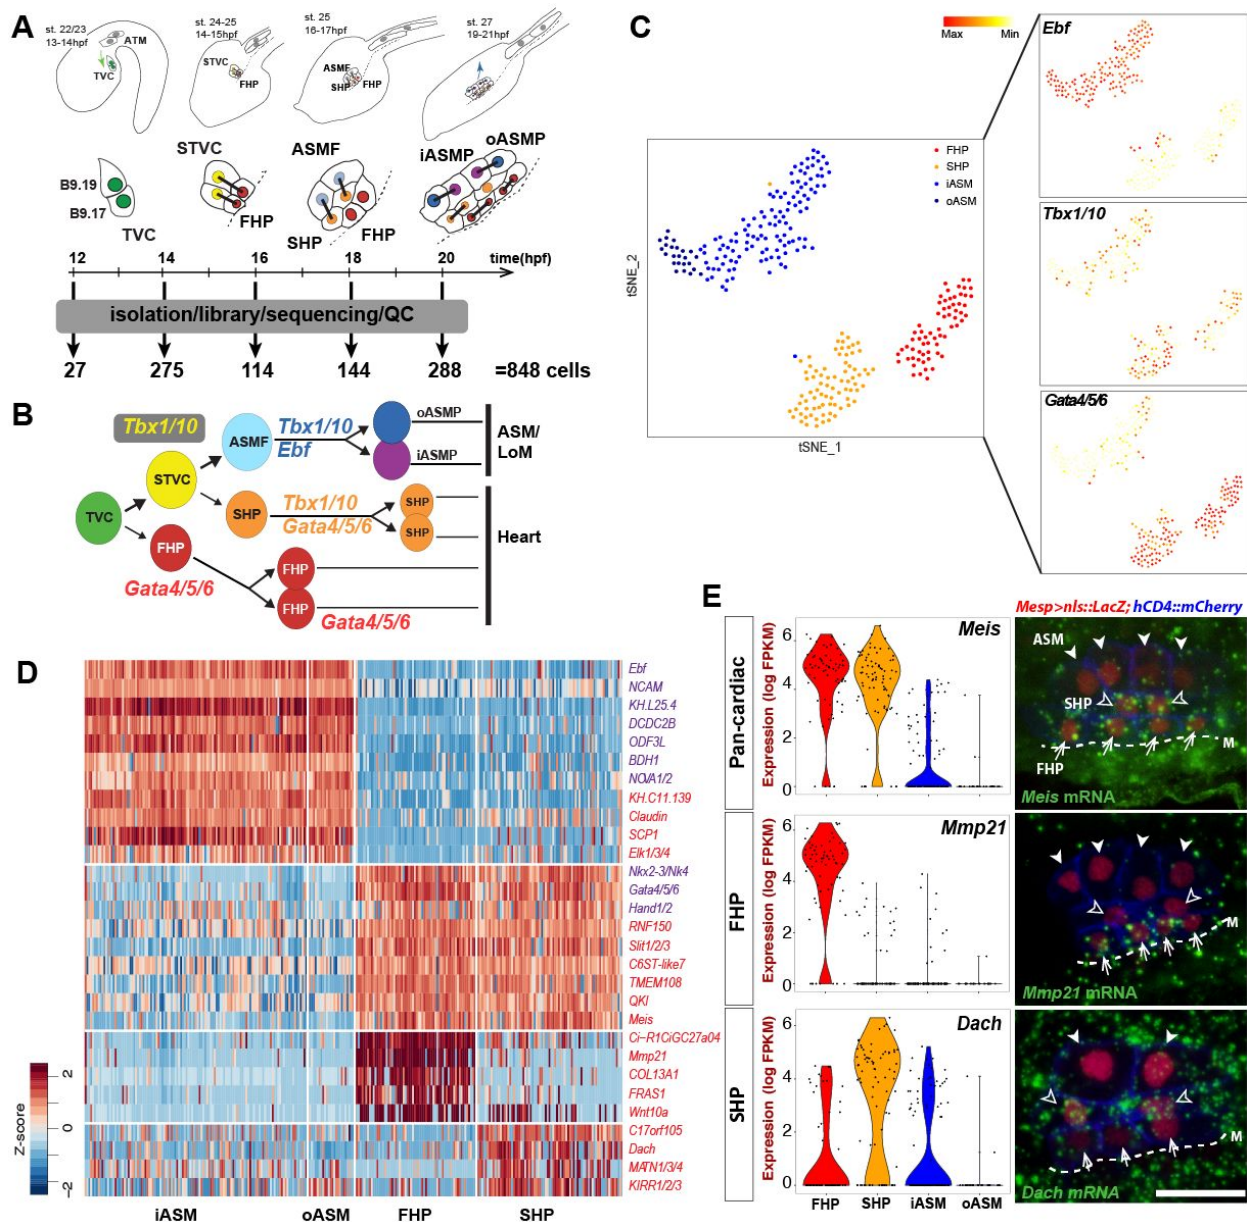 A
st. 22/23
13-14hpf
ATM
TVC
st. 24-25
14-15hpf
STVC
FHP
st. 25
16-17hpf
ASMF
SHP
FHP
st. 27
19-21hpf
B9.19
B9.17
TVC
STVC
FHP
ASMF
SHP
FHP
iASMP
oASMP
12 14 16 18 20 time(hpf)
isolation/library/sequencing/QC
27 275 114 144 288 =848 cells
B
Tbx1/10
TVC
STVC
FHP
Gata4/5/6
ASMF
SHP
Tbx1/10
Ebf
Tbx1/10
Gata4/5/6
oASMP
iASMP
SHP
SHP
FHP
FHP
Gata4/5/6
ASM/
LoM
Heart
C
Max Min
FHP
SHP
iASM
oASM
tSNE_2
tSNE_1
Ebf
Tbx1/10
Gata4/5/6
D
Ebf
NCAM
KH.L25.4
DCDC2B
ODF3L
BDH1
NOVA1/2
KH.C11.139
Claudin
SCP1
Elk1/3/4
Nkx2-3/Nk4
Gata4/5/6
Hand1/2
RNF150
Slit1/2/3
C6ST-like7
TMEM108
QKI
Meis
Ci-R1CiGC27a04
Mmp21
COL13A1
FRAS1
Wnt10a
C17orf105
Dach
MATN1/3/4
KIRR1/2/3
Z-score
2
0
-2
iASM oASM FHP SHP
E
Mesp>nls::LacZ; hCD4::mCherry
Pan-cardiac
Expression (log FPKM)
6
4
2
0
Meis
ASM
SHP
FHP
M
Meis mRNA
FHP
Expression (log FPKM)
6
4
2
0
Mmp21
M
Mmp21 mRNA
SHP
Expression (log FPKM)
6
4
2
0
Dach
FHP SHP iASM oASM
M
Dach mRNA